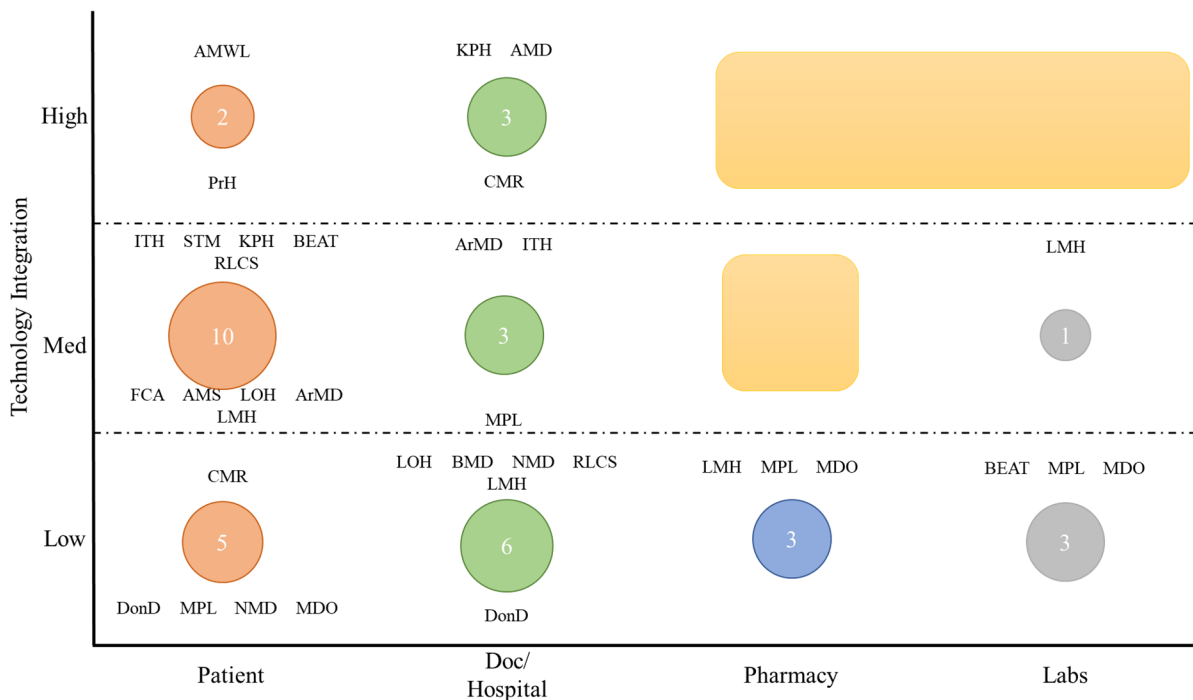 AMWL
KPH AMD
High
2
3
PrH
CMR
ITH STM KPH BEAT
RLCS
ArMD ITH
LMH
Technology Integration
Med
10
3
1
FCA AMS LOH ArMD
LMH
MPL
LOH BMD NMD RLCS
LMH
LMH MPL MDO
BEAT MPL MDO
CMR
Low
5
6
3
3
DonD MPL NMD MDO
DonD
Patient
Doc/
Hospital
Pharmacy
Labs